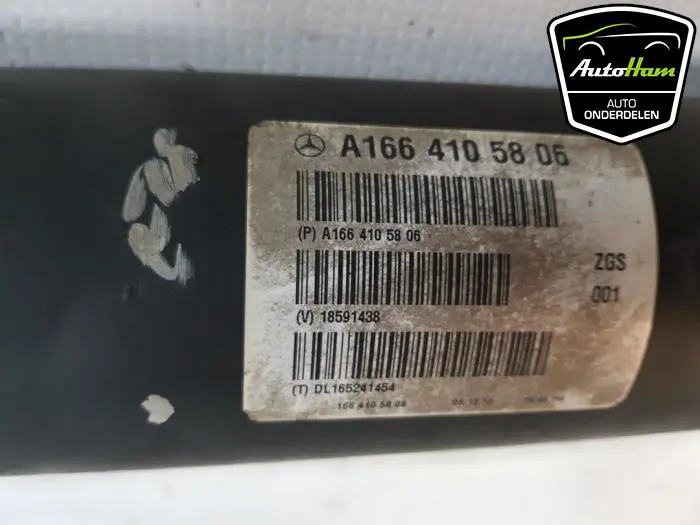 AutoHam
AUTO
ONDERDELEN
A166 410 58 06
(P) A166 410 58 06
ZGS
001
(V) 18591438
(T) DL165241454
166 410 58 06